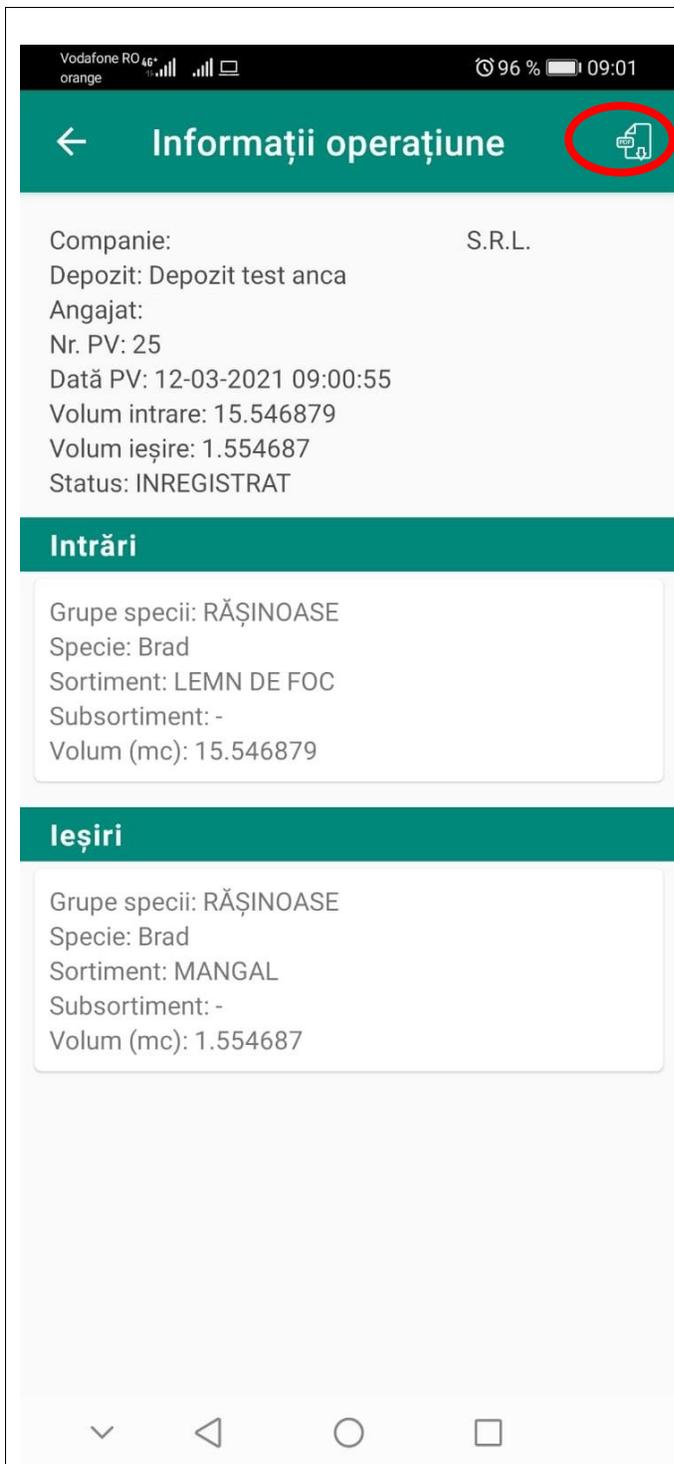 Vodafone RO 4G+
orange
96 % 09:01
Informații operațiune
PDF
Companie: S.R.L.
Depozit: Depozit test anca
Angajat:
Nr. PV: 25
Dată PV: 12-03-2021 09:00:55
Volum intrare: 15.546879
Volum ieșire: 1.554687
Status: INREGISTRAT
Intrări
Grupe specii: RĂȘINOASE
Specie: Brad
Sortiment: LEMN DE FOC
Subsortiment: -
Volum (mc): 15.546879
Ieșiri
Grupe specii: RĂȘINOASE
Specie: Brad
Sortiment: MANGAL
Subsortiment: -
Volum (mc): 1.554687